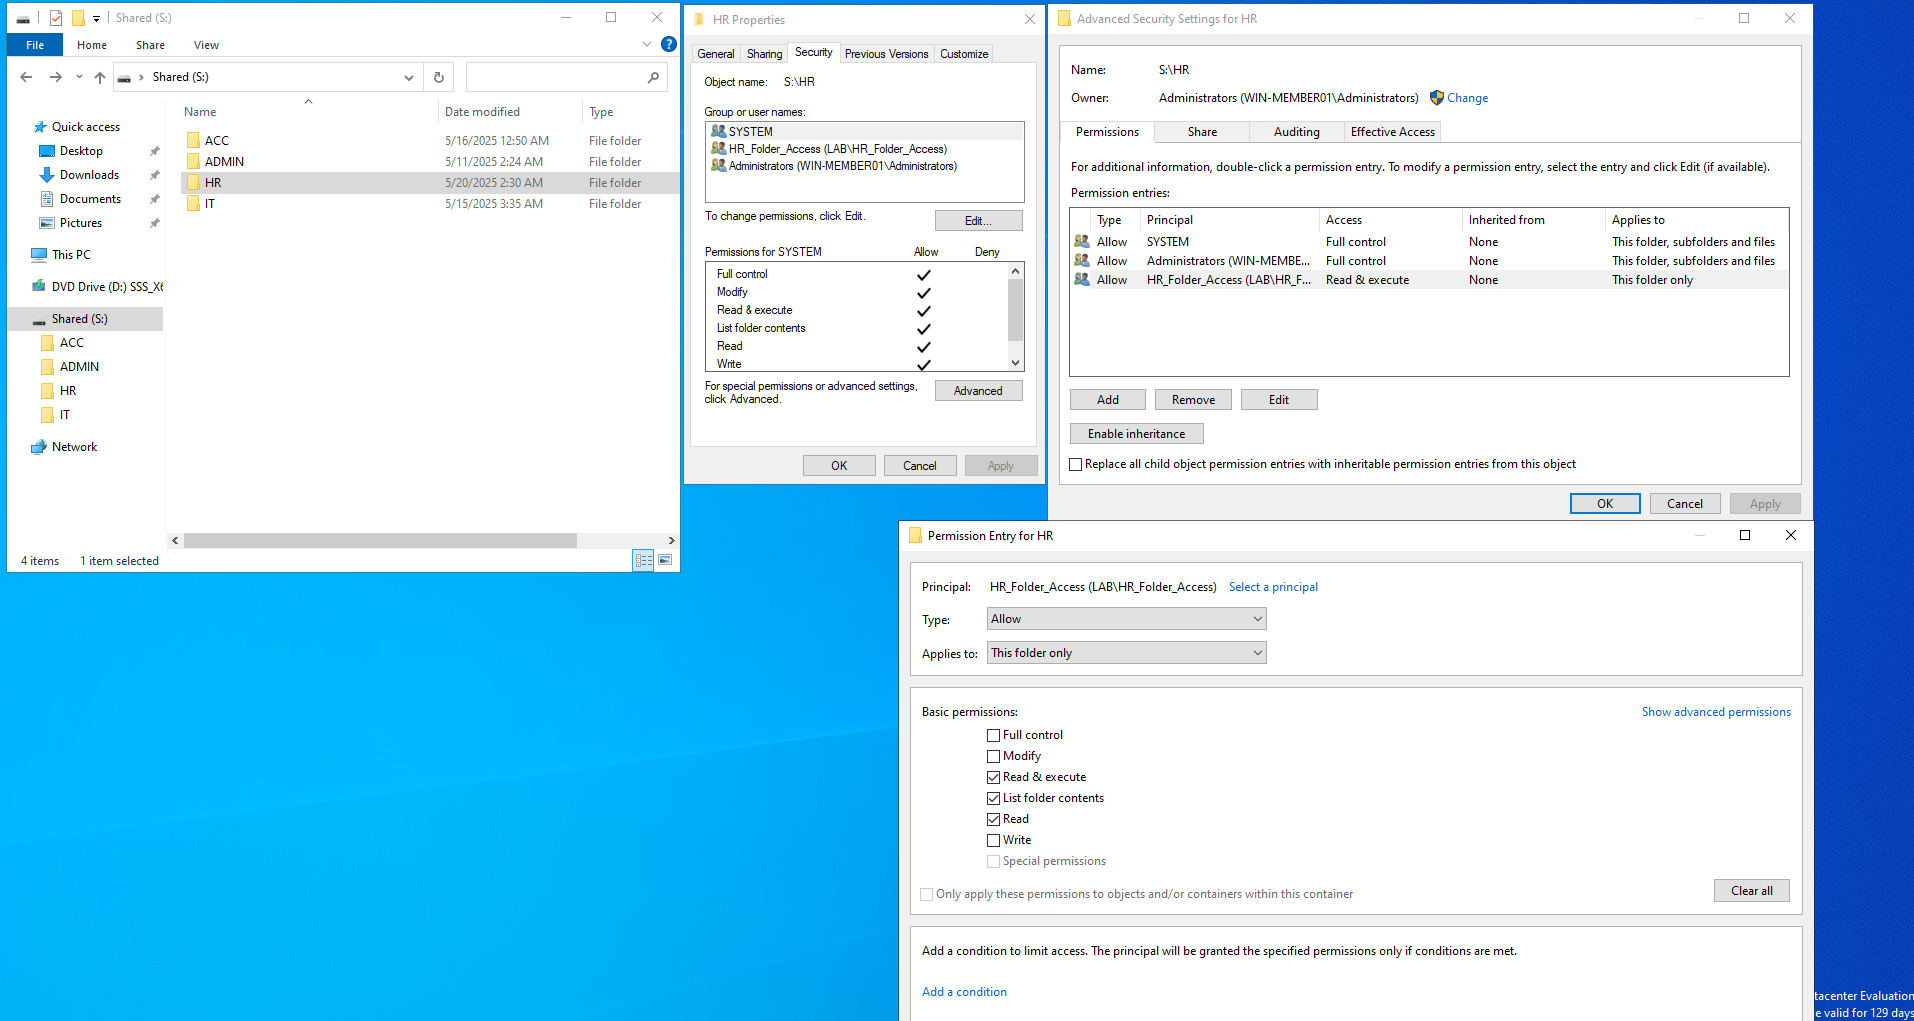 Shared (S:)
File
Home
Share
View
Shared (S:)
Name
Date modified
Type
Quick access
Desktop
Downloads
Documents
Pictures
This PC
DVD Drive (D:) SSS_X6
Shared (S:)
ACC
ADMIN
HR
IT
Network
ACC 5/16/2025 12:50 AM File folder
ADMIN 5/11/2025 2:24 AM File folder
HR 5/20/2025 2:30 AM File folder
IT 5/15/2025 3:35 AM File folder
4 items 1 item selected
HR Properties
General Sharing Security Previous Versions Customize
Object name: S:\HR
Group or user names:
SYSTEM
HR_Folder_Access (LAB\HR_Folder_Access)
Administrators (WIN-MEMBER01\Administrators)
To change permissions, click Edit.
Edit...
Permissions for SYSTEM Allow Deny
Full control
Modify
Read & execute
List folder contents
Read
Write
For special permissions or advanced settings,
click Advanced.
Advanced
OK Cancel Apply
Advanced Security Settings for HR
Name: S:\HR
Owner: Administrators (WIN-MEMBER01\Administrators) Change
Permissions Share Auditing Effective Access
For additional information, double-click a permission entry. To modify a permission entry, select the entry and click Edit (if available).
Permission entries:
Type Principal Access Inherited from Applies to
Allow SYSTEM Full control None This folder, subfolders and files
Allow Administrators (WIN-MEMBE... Full control None This folder, subfolders and files
Allow HR_Folder_Access (LAB\HR_F... Read & execute None This folder only
Add Remove Edit
Enable inheritance
Replace all child object permission entries with inheritable permission entries from this object
OK Cancel Apply
Permission Entry for HR
Principal: HR_Folder_Access (LAB\HR_Folder_Access) Select a principal
Type: Allow
Applies to: This folder only
Basic permissions: Show advanced permissions
Full control
Modify
Read & execute
List folder contents
Read
Write
Special permissions
Only apply these permissions to objects and/or containers within this container
Clear all
Add a condition to limit access. The principal will be granted the specified permissions only if conditions are met.
Add a condition
tacenter Evaluation
e valid for 129 days